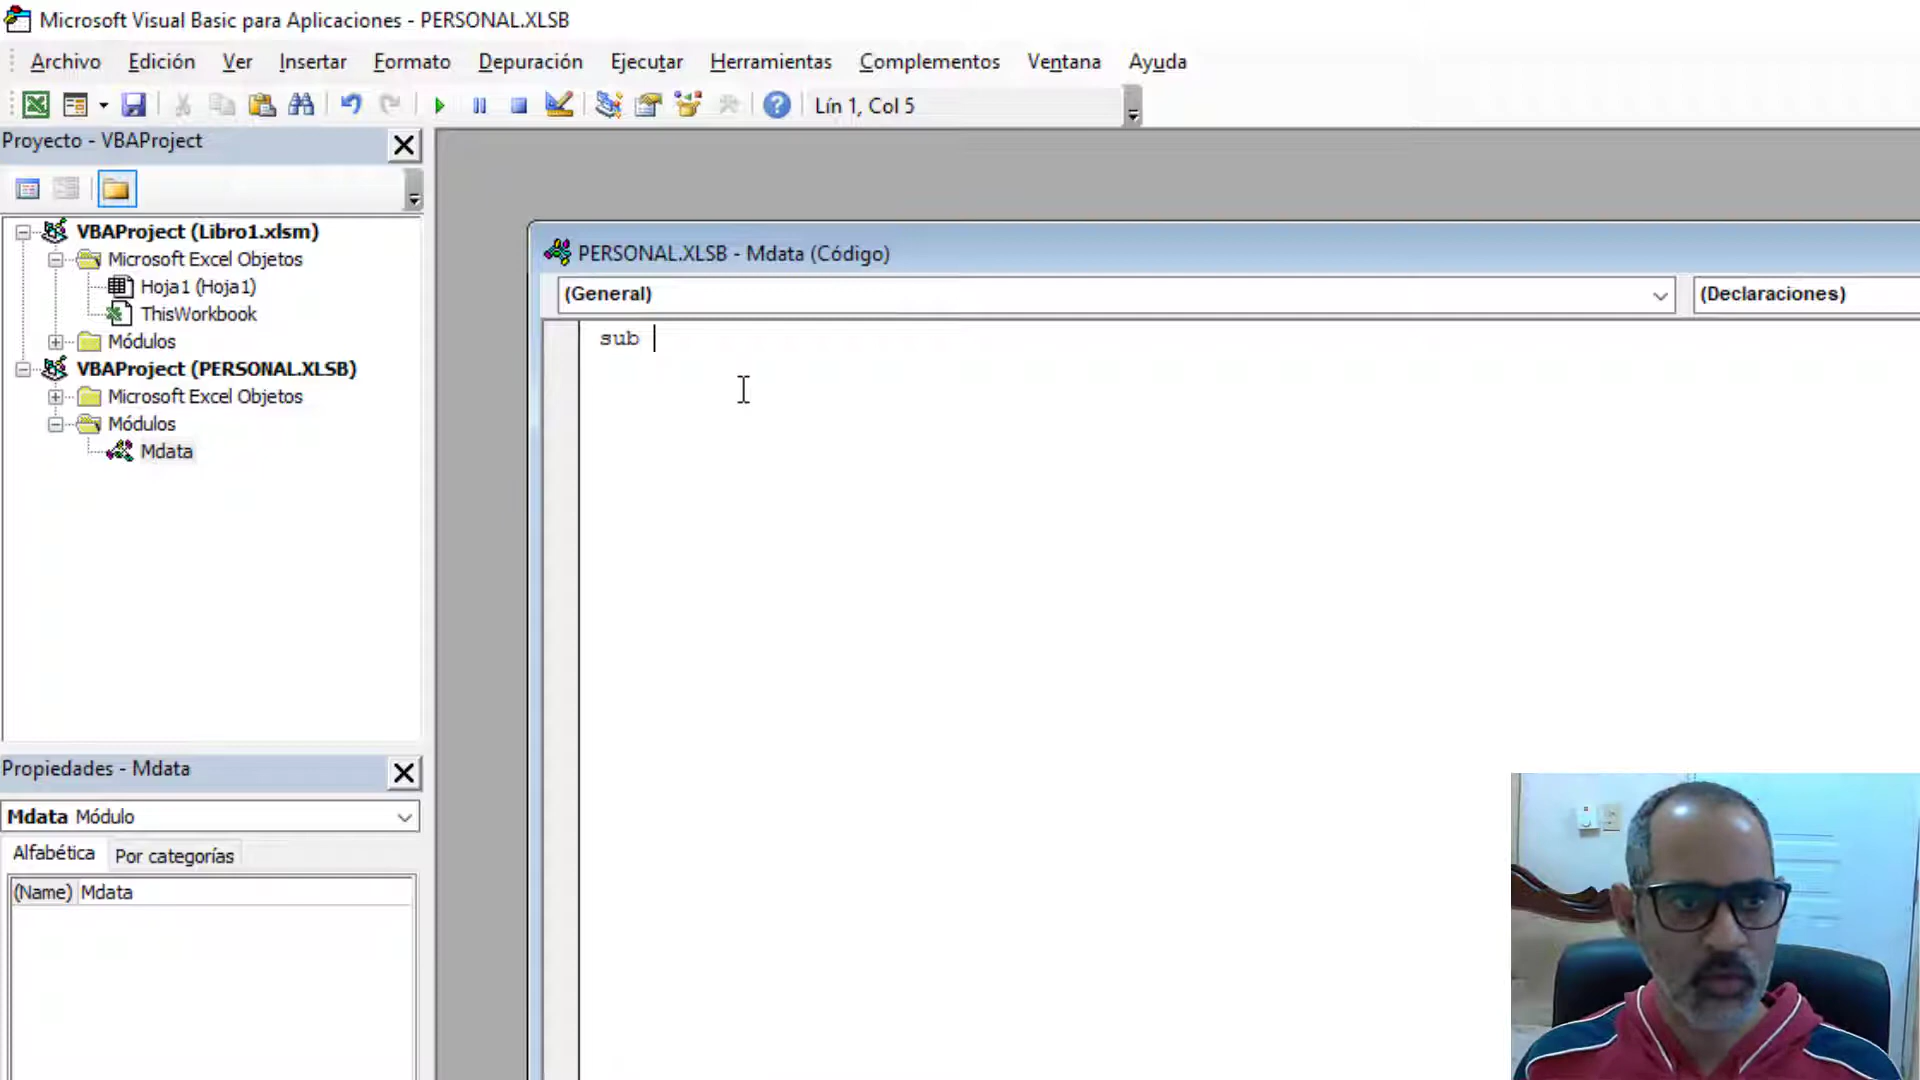 Microsoft Visual Basic para Aplicaciones - PERSONAL.XLSB
Archivo Edición Ver Insertar Formato Depuración Ejecutar Herramientas Complementos Ventana Ayuda
Lín 1, Col 5
Proyecto - VBAProject
VBAProject (Libro1.xlsm)
Microsoft Excel Objetos
Hoja1 (Hoja1)
ThisWorkbook
Módulos
VBAProject (PERSONAL.XLSB)
Microsoft Excel Objetos
Módulos
Mdata
PERSONAL.XLSB - Mdata (Código)
(General) (Declaraciones)
sub
Propiedades - Mdata
Mdata Módulo
Alfabética Por categorías
(Name) Mdata